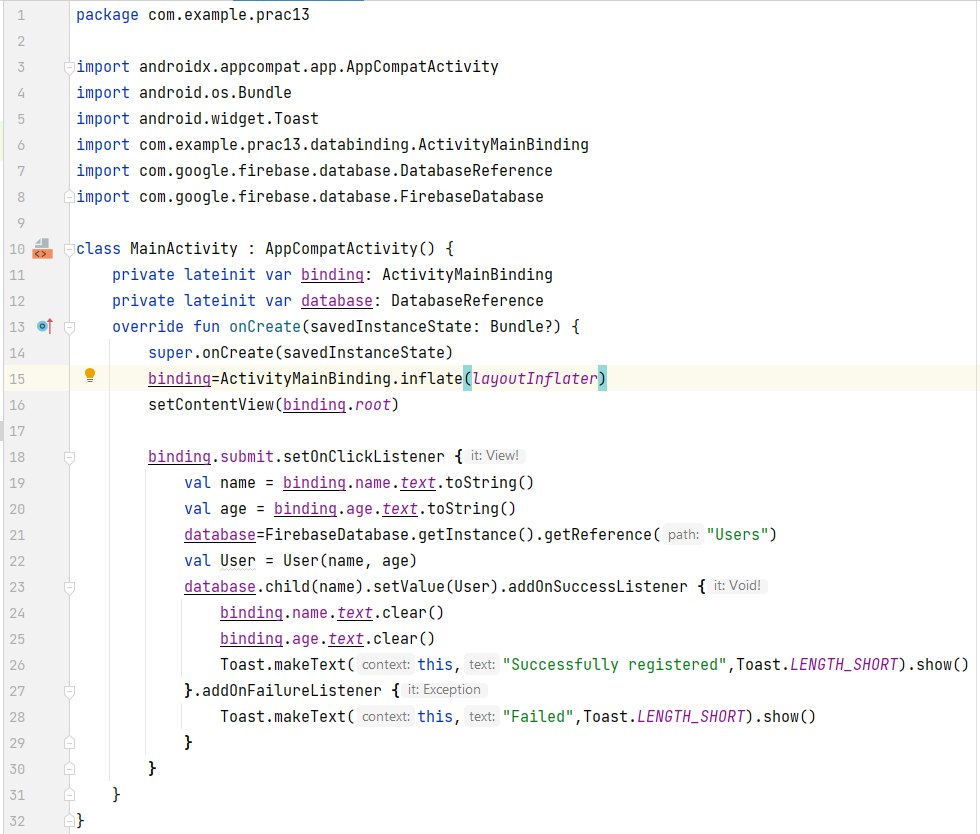 1 package com.example.prac13
2
3 import androidx.appcompat.app.AppCompatActivity
4 import android.os.Bundle
5 import android.widget.Toast
6 import com.example.prac13.databinding.ActivityMainBinding
7 import com.google.firebase.database.DatabaseReference
8 import com.google.firebase.database.FirebaseDatabase
9
10 class MainActivity : AppCompatActivity() {
11     private lateinit var binding: ActivityMainBinding
12     private lateinit var database: DatabaseReference
13     override fun onCreate(savedInstanceState: Bundle?) {
14         super.onCreate(savedInstanceState)
15         binding=ActivityMainBinding.inflate(layoutInflater)
16         setContentView(binding.root)
17
18         binding.submit.setOnClickListener { it: View!
19             val name = binding.name.text.toString()
20             val age = binding.age.text.toString()
21             database=FirebaseDatabase.getInstance().getReference( path: "Users")
22             val User = User(name, age)
23             database.child(name).setValue(User).addOnSuccessListener { it: Void!
24                 binding.name.text.clear()
25                 binding.age.text.clear()
26                 Toast.makeText( context: this, text: "Successfully registered",Toast.LENGTH_SHORT).show()
27             }.addOnFailureListener { it: Exception
28                 Toast.makeText( context: this, text: "Failed",Toast.LENGTH_SHORT).show()
29             }
30         }
31     }
32 }